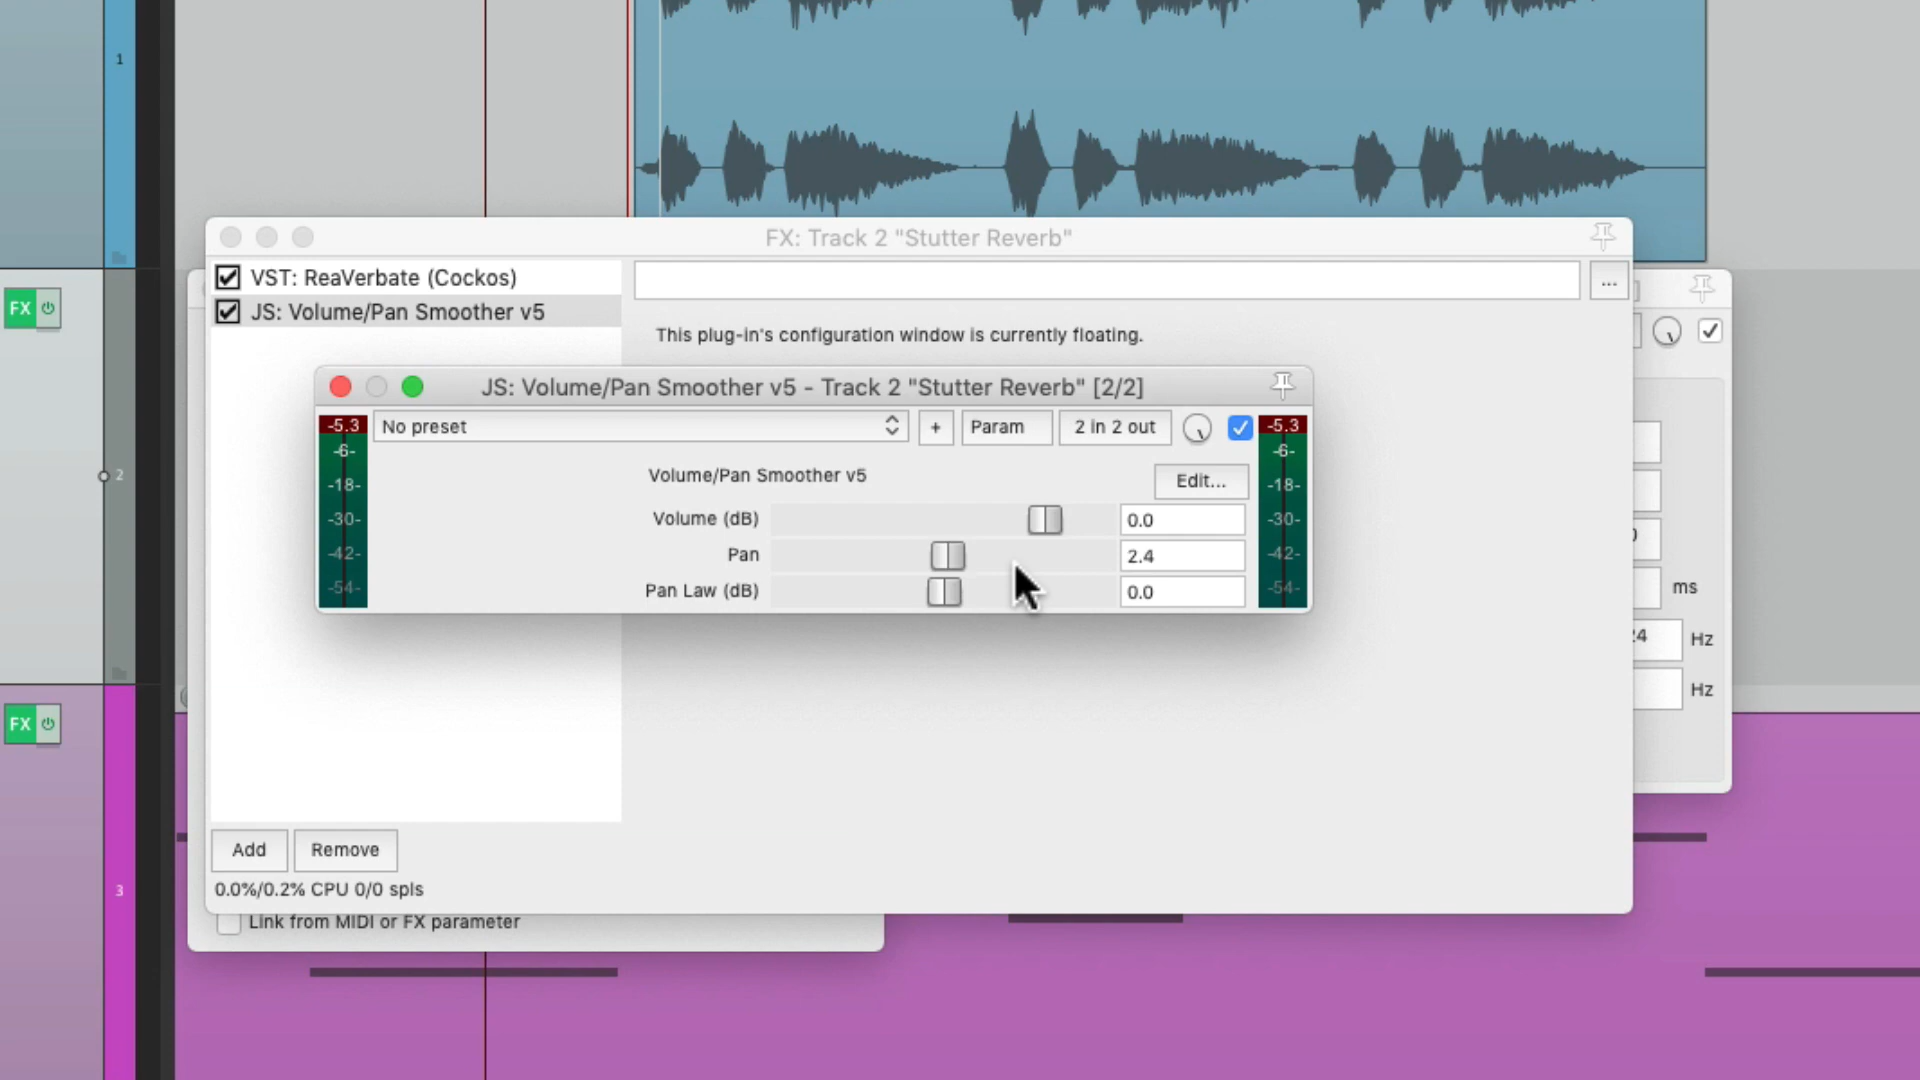 1
FX: Track 2 "Stutter Reverb"
VST: ReaVerbate (Cockos)
...
FX
JS: Volume/Pan Smoother v5
This plug-in's configuration window is currently floating.
JS: Volume/Pan Smoother v5 - Track 2 "Stutter Reverb" [2/2]
-5.3
No preset
+
Param
2 in 2 out
-5.3
-6-
-6-
Volume/Pan Smoother v5
Edit...
-18-
-18-
2
Volume (dB)
0.0
-30-
-30-
Pan
2.4
-42-
-42-
Pan Law (dB)
0.0
-54-
-54-
ms
24 Hz
Hz
FX
Add
Remove
0.0%/0.2% CPU 0/0 spls
3
Link from MIDI or FX parameter